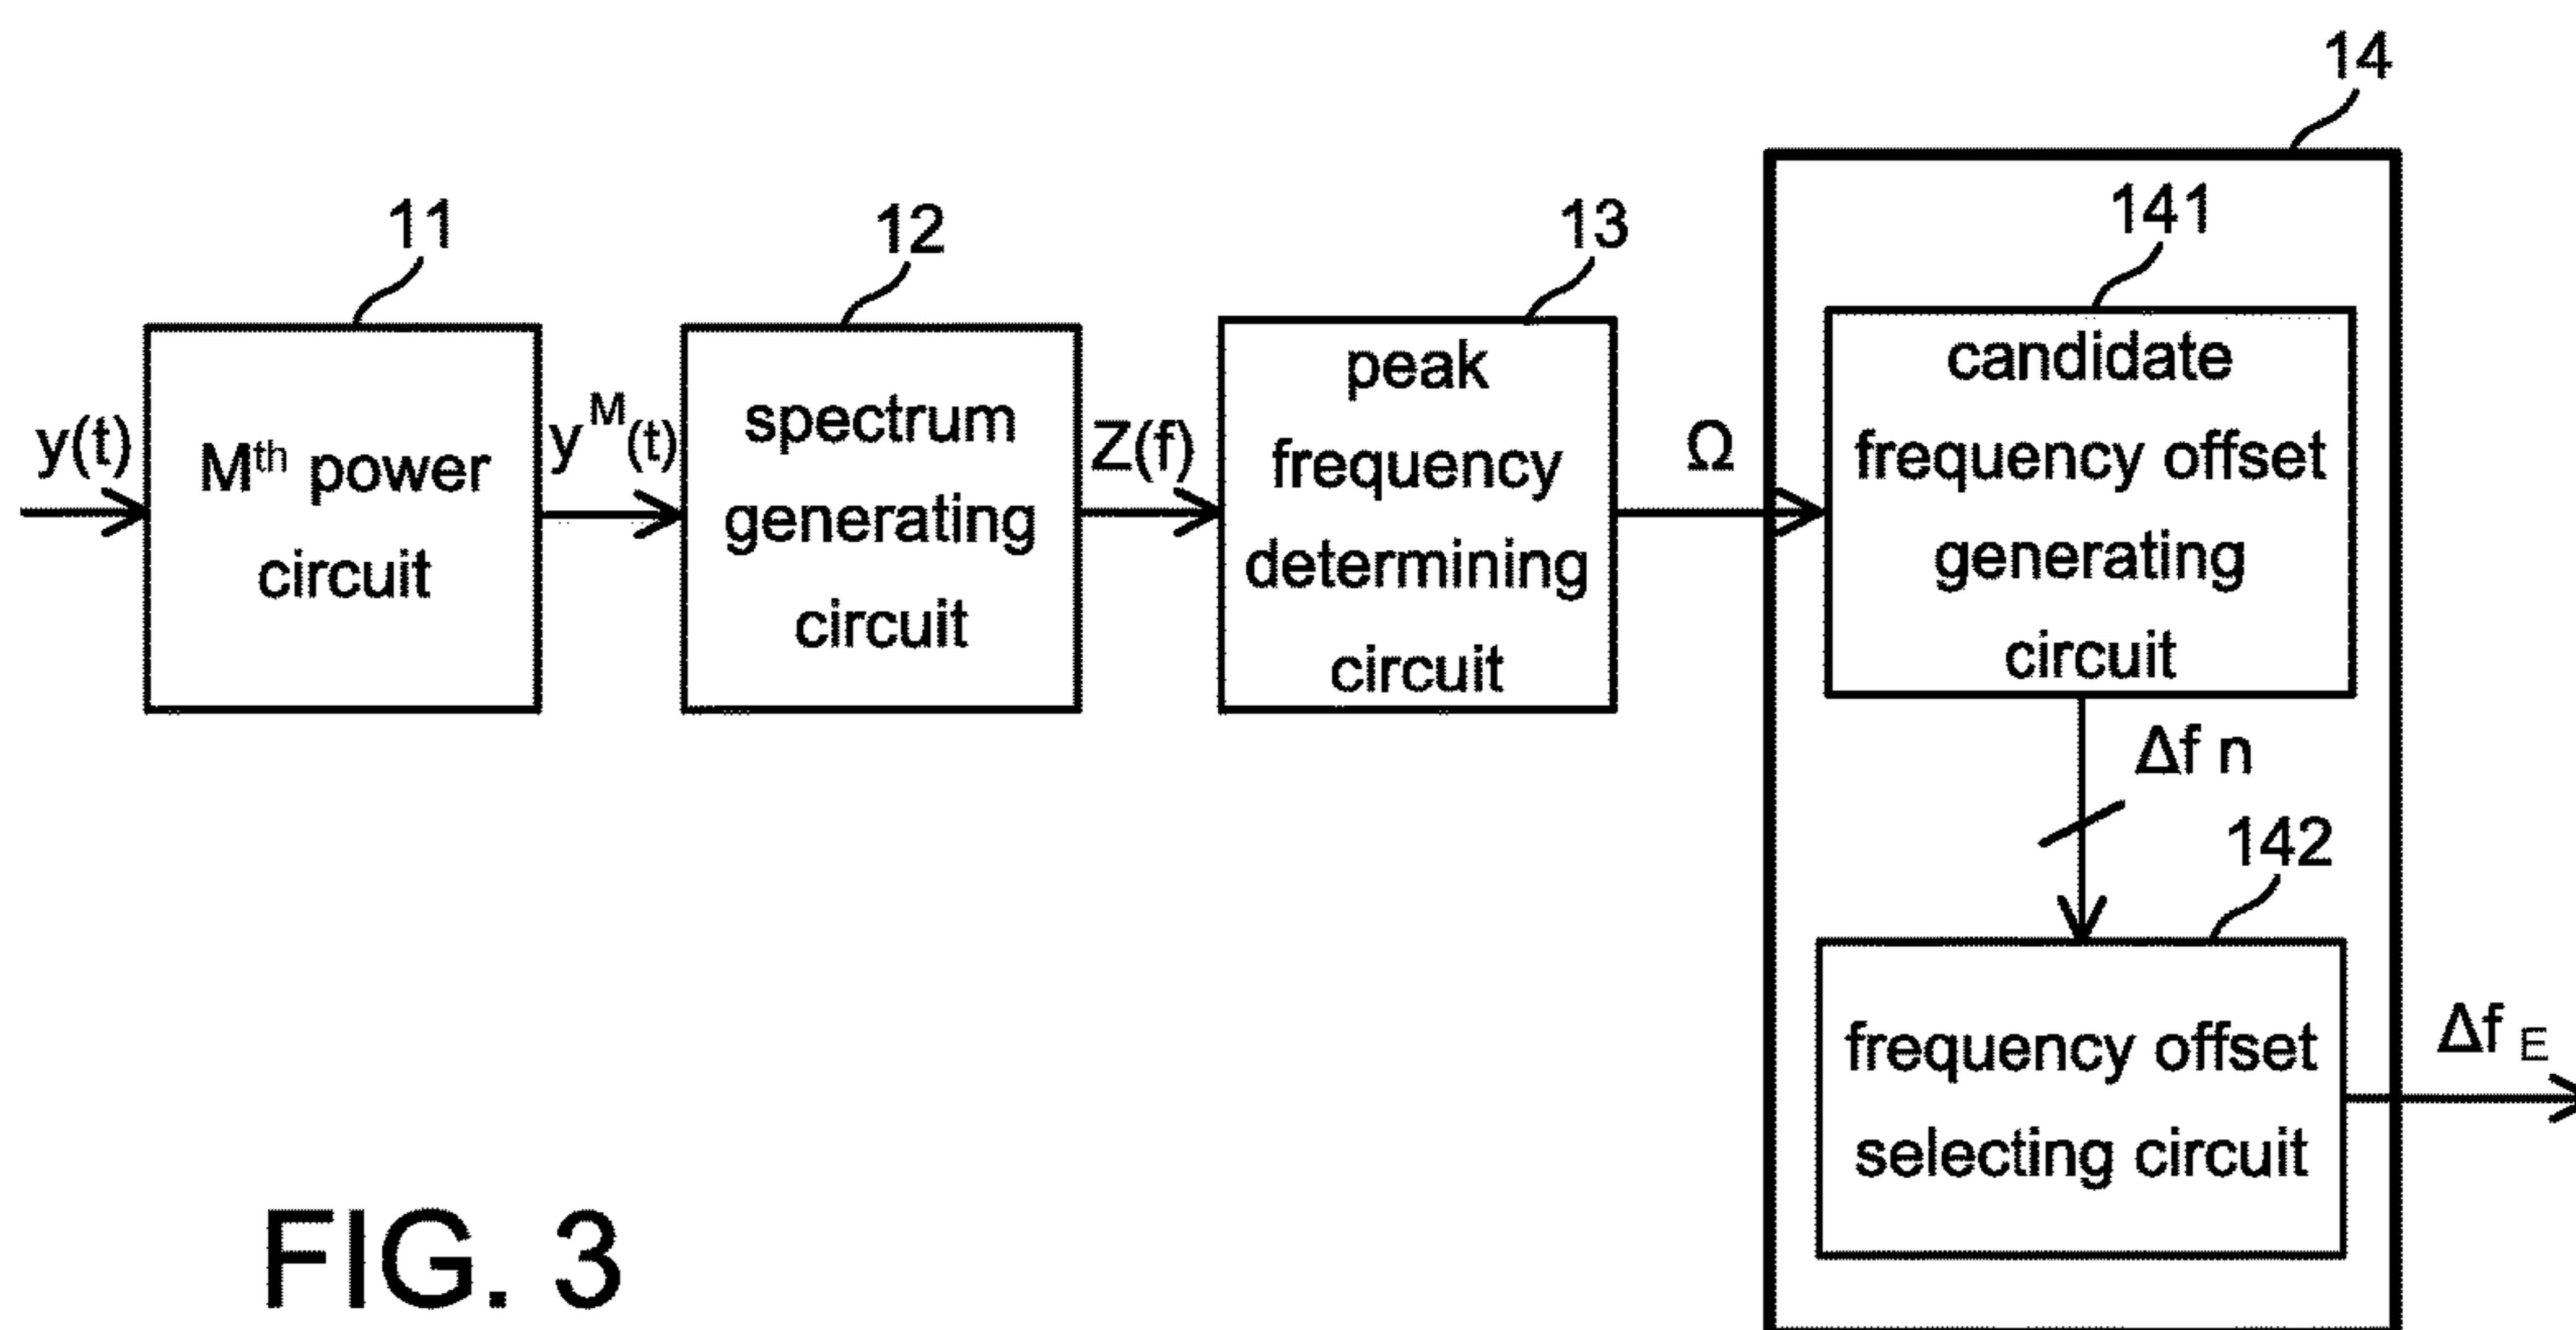 14
11
12
13
141
y(t)
Mth power
circuit
yM(t)
spectrum
generating
circuit
Z(f)
peak
frequency
determining
circuit
Ω
candidate
frequency offset
generating
circuit
Δf n
142
frequency offset
selecting circuit
Δf E
FIG. 3